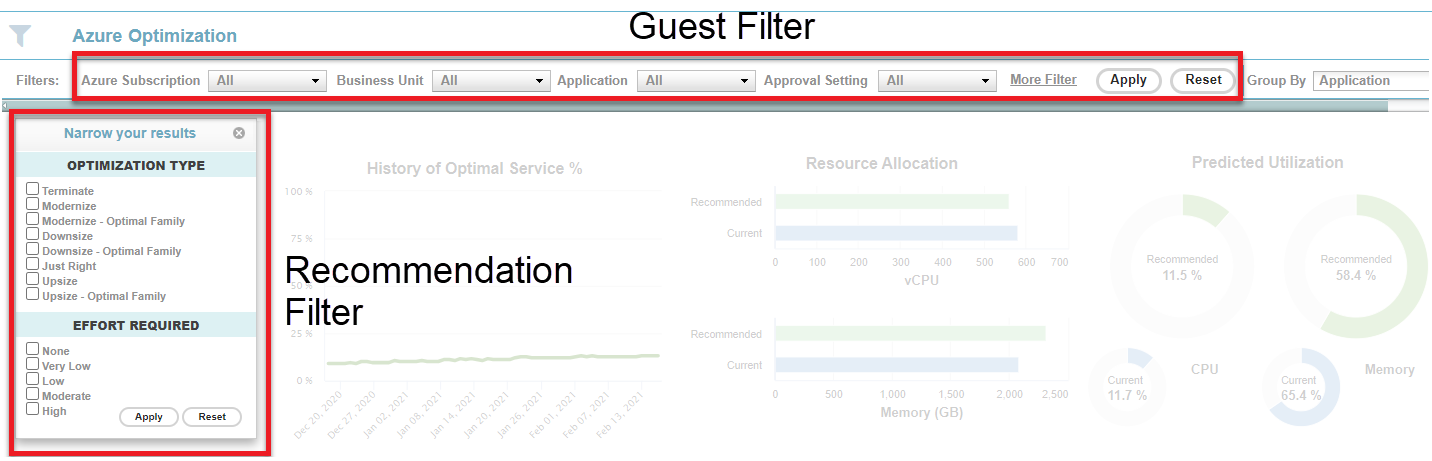 Guest Filter
Azure Optimization
Filters: Azure Subscription All Business Unit All Application All Approval Setting All More Filter Apply Reset Group By Application
Narrow your results
OPTIMIZATION TYPE
Terminate
Modernize
Modernize - Optimal Family
Downsize
Downsize - Optimal Family
Just Right
Upsize
Upsize - Optimal Family
EFFORT REQUIRED
None
Very Low
Low
Moderate
High
Apply Reset
Recommendation
Filter
History of Optimal Service %
100 %
75 %
50 %
25 %
0 %
Dec 20, 2020 Dec 27, 2020 Jan 02, 2021 Jan 08, 2021 Jan 14, 2021 Jan 20, 2021 Jan 26, 2021 Feb 01, 2021 Feb 07, 2021 Feb 13, 2021
Resource Allocation
Recommended
Current
0 100 200 300 400 500 600 700
vCPU
Recommended
Current
0 500 1,000 1,500 2,000 2,500
Memory (GB)
Predicted Utilization
Recommended
11.5 %
Recommended
58.4 %
Current
11.7 %
CPU
Current
65.4 %
Memory